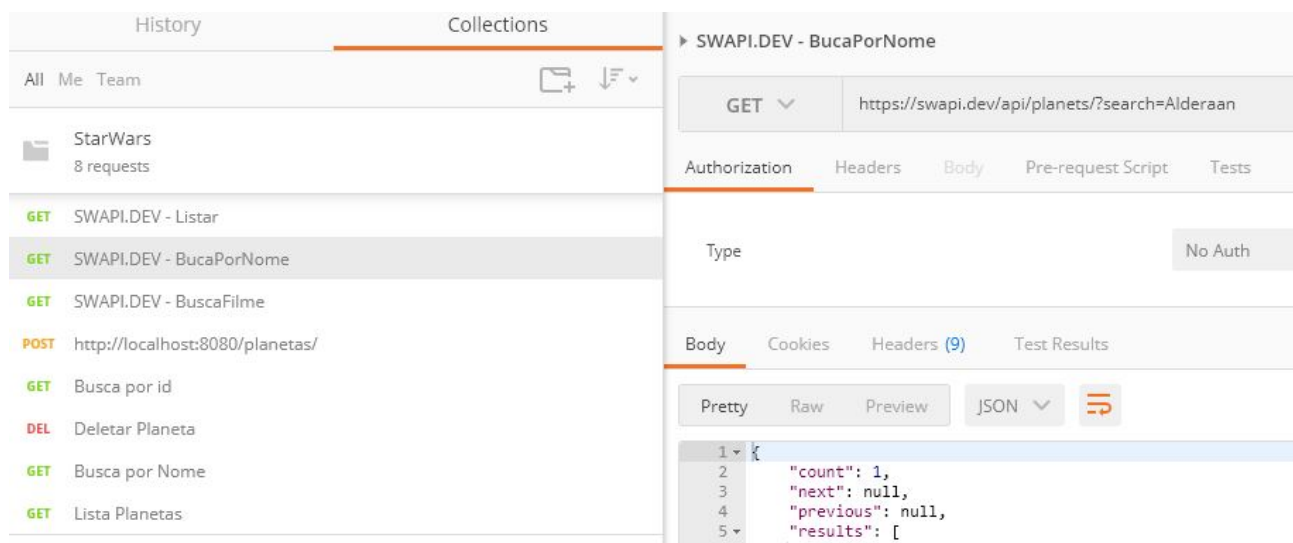 History Collections
All Me Team
StarWars
8 requests
GET SWAPI.DEV - Listar
GET SWAPI.DEV - BucaPorNome
GET SWAPI.DEV - BuscaFilme
POST http://localhost:8080/planetas/
GET Busca por id
DEL Deletar Planeta
GET Busca por Nome
GET Lista Planetas
SWAPI.DEV - BucaPorNome
GET https://swapi.dev/api/planets/?search=Alderaan
Authorization Headers Body Pre-request Script Tests
Type No Auth
Body Cookies Headers (9) Test Results
Pretty Raw Preview JSON
1 {
2 "count": 1,
3 "next": null,
4 "previous": null,
5 "results": [